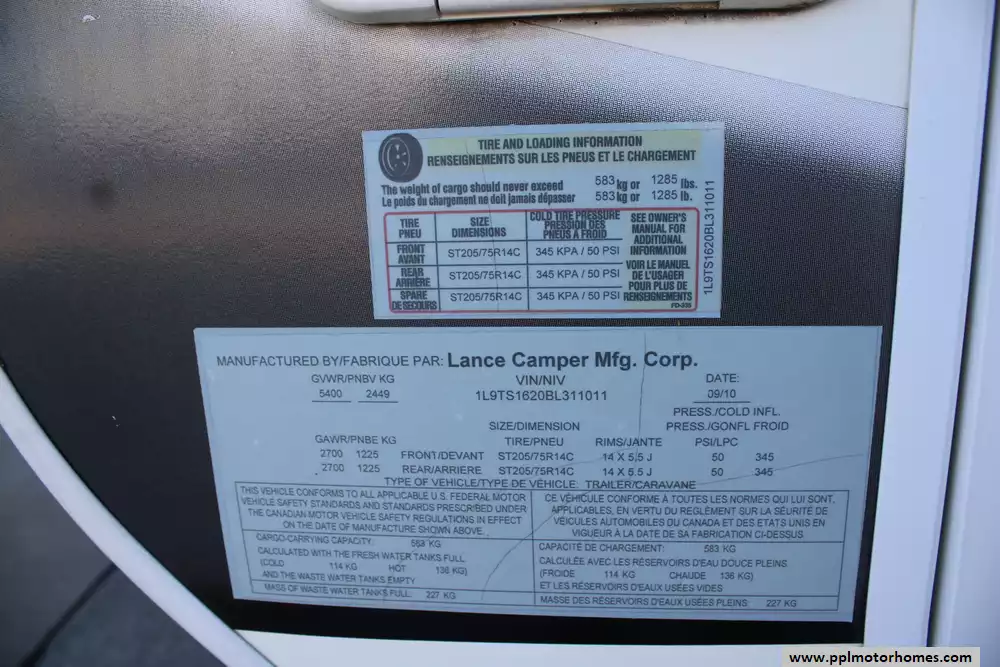 TIRE AND LOADING INFORMATION
RENSEIGNEMENTS SUR LES PNEUS ET LE CHARGEMENT
The weight of cargo should never exceed 583 kg or 1285 lbs.
Le poids du chargement ne doit jamais dépasser 583 kg or 1285 lb.
TIRE PNEU SIZE DIMENSIONS COLD TIRE PRESSURE PRESSION DES PNEUS A FROID
FRONT AVANT ST205/75R14C 345 KPA / 50 PSI
REAR ARRIÈRE ST205/75R14C 345 KPA / 50 PSI
SPARE DE SECOURS ST205/75R14C 345 KPA / 50 PSI
SEE OWNER'S
MANUAL FOR
ADDITIONAL
INFORMATION
VOIR LE MANUEL
DE L'USAGER
POUR PLUS DE
RENSEIGNEMENTS
1L9TS1620BL311011
MANUFACTURED BY/FABRIQUE PAR: Lance Camper Mfg. Corp.
GVWR/PNBV KG VIN/NIV DATE:
5400 2449 1L9TS1620BL311011 09/10
PRESS./COLD INFL.
SIZE/DIMENSION PRESS./GONFL FROID
GAWR/PNBE KG TIRE/PNEU RIMS/JANTE PSI/LPC
2700 1225 FRONT/DEVANT ST205/75R14C 14 X 5.5 J 50 345
2700 1225 REAR/ARRIERE ST205/75R14C 14 X 5.5 J 50 345
TYPE OF VEHICLE/TYPE DE VÉHICLE: TRAILER/CARAVANE
THIS VEHICLE CONFORMS TO ALL APPLICABLE U.S. FEDERAL MOTOR
VEHICLE SAFETY STANDARDS AND STANDARDS PRESCRIBED UNDER
THE CANADIAN MOTOR VEHICLE SAFETY REGULATIONS IN EFFECT
ON THE DATE OF MANUFACTURE SHOWN ABOVE.
CARGO-CARRYING CAPACITY: 583 KG
CALCULATED WITH THE FRESH WATER TANKS FULL
(COLD 114 KG HOT 136 KG)
AND THE WASTE WATER TANKS EMPTY
MASS OF WASTE WATER TANKS FULL: 227 KG
CE VÉHICULE CONFORME À TOUTES LES NORMES QUI LUI SONT.
APPLICABLES, EN VERTU DU REGLEMENT SUR LA SÉCURITÉ DE
VÉICULES AUTOMOBILES DU CANADA ET DES ETATS UNIS EN
VIGUEUR À LA DATE DE SA FABRICATION CI-DESSUS
CAPACITÉ DE CHARGEMENT: 583 KG
CALCULÉE AVEC LES RÉSERVOIRS D'EAU DOUCE PLEINS
(FROIDE 114 KG CHAUDE 136 KG)
ET LES RÉSERVOIRS D'EAUX USÉES VIDES
MASSE DES RÉSERVOIRS D'EAUX USÉES PLEINS: 227 KG
www.pplmotorhomes.com